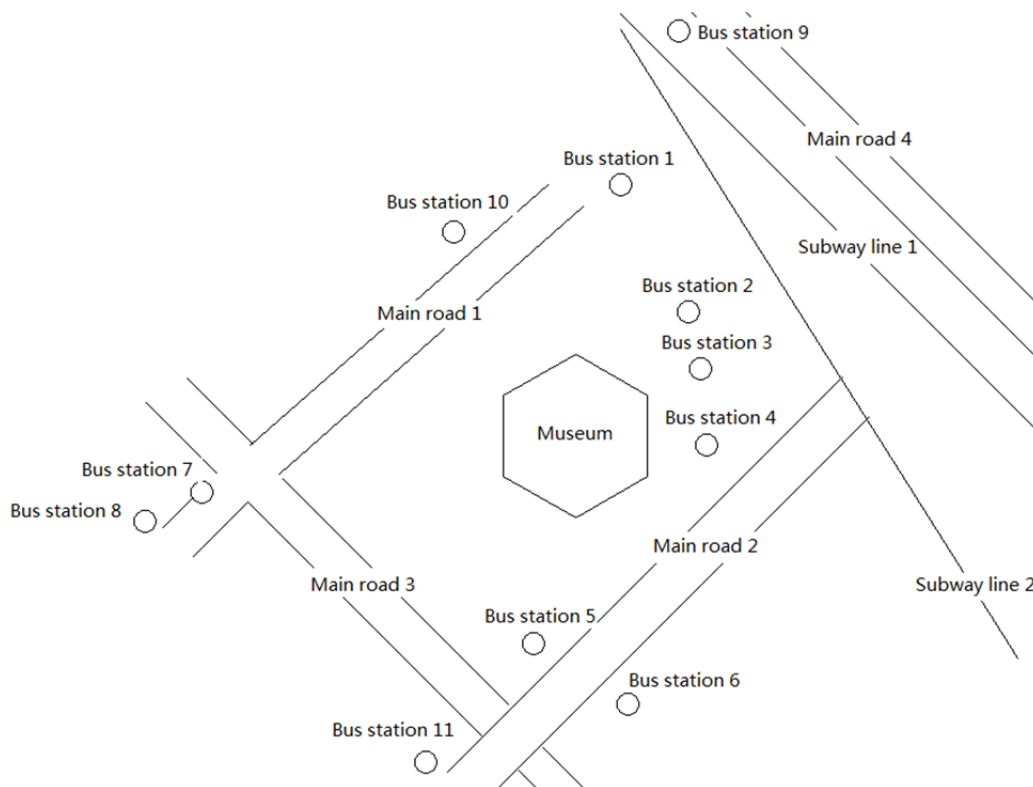 Bus station 9
Main road 4
Bus station 1
Bus station 10
Subway line 1
Bus station 2
Main road 1
Bus station 3
Bus station 4
Museum
Bus station 7
Bus station 8
Main road 2
Main road 3
Subway line 2
Bus station 5
Bus station 6
Bus station 11